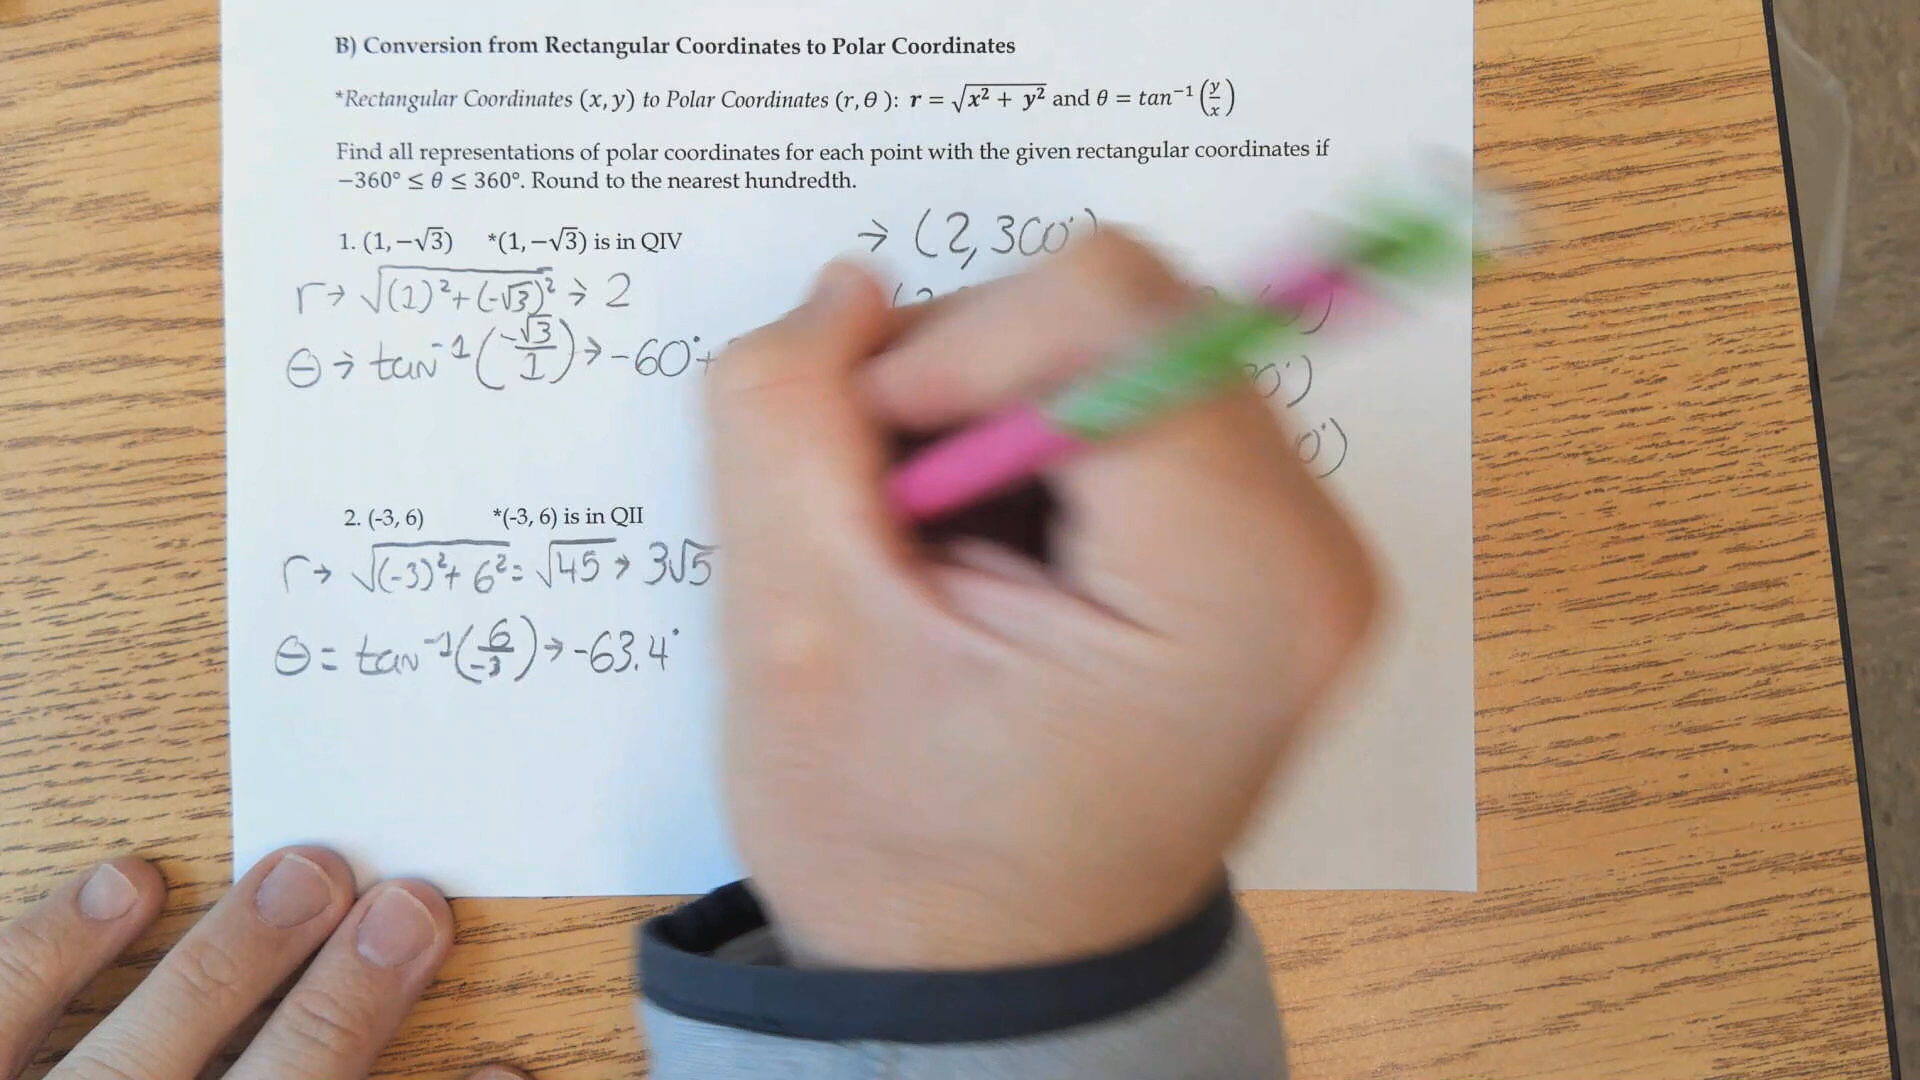 B) Conversion from Rectangular Coordinates to Polar Coordinates
*Rectangular Coordinates (x, y) to Polar Coordinates (r, θ ): r = √(x² + y²) and θ = tan⁻¹ (y/x)
Find all representations of polar coordinates for each point with the given rectangular coordinates if
−360° ≤ θ ≤ 360°. Round to the nearest hundredth.
1. (1, −√3) *(1, −√3) is in QIV
→ (2, 300°)
r → √((1)² + (-√3)²) → 2
θ → tan⁻¹ (-√3/1) → -60° +
0°)
0°)
2. (-3, 6) *(-3, 6) is in QII
r → √((-3)² + 6²) = √45 → 3√5
θ = tan⁻¹ (6/-3) → -63.4°